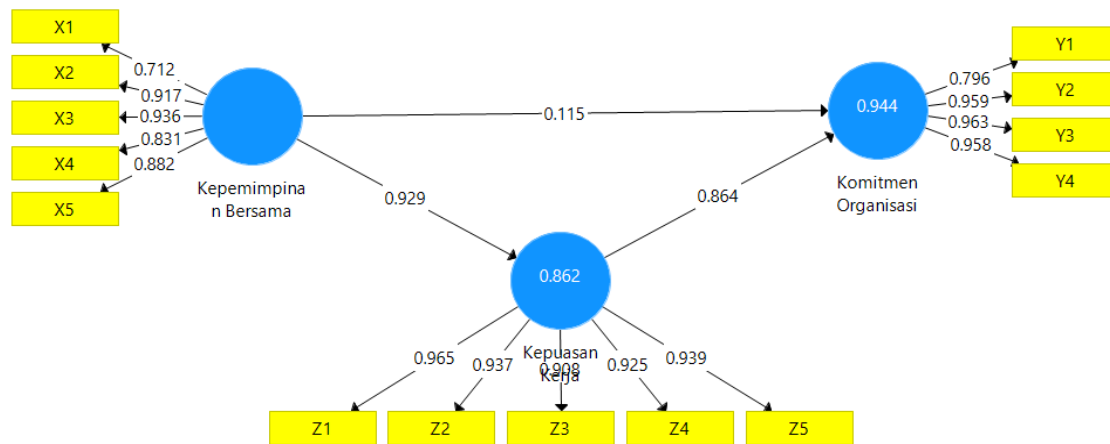 X1
X2
X3
X4
X5
0.712
0.917
0.936
0.831
0.882
Kepemimpina
n Bersama
0.115
0.929
0.864
0.944
Komitmen
Organisasi
0.796
0.959
0.963
0.958
Y1
Y2
Y3
Y4
0.862
Kepuasan
Kerja
0.965
0.937
0.908
0.925
0.939
Z1
Z2
Z3
Z4
Z5